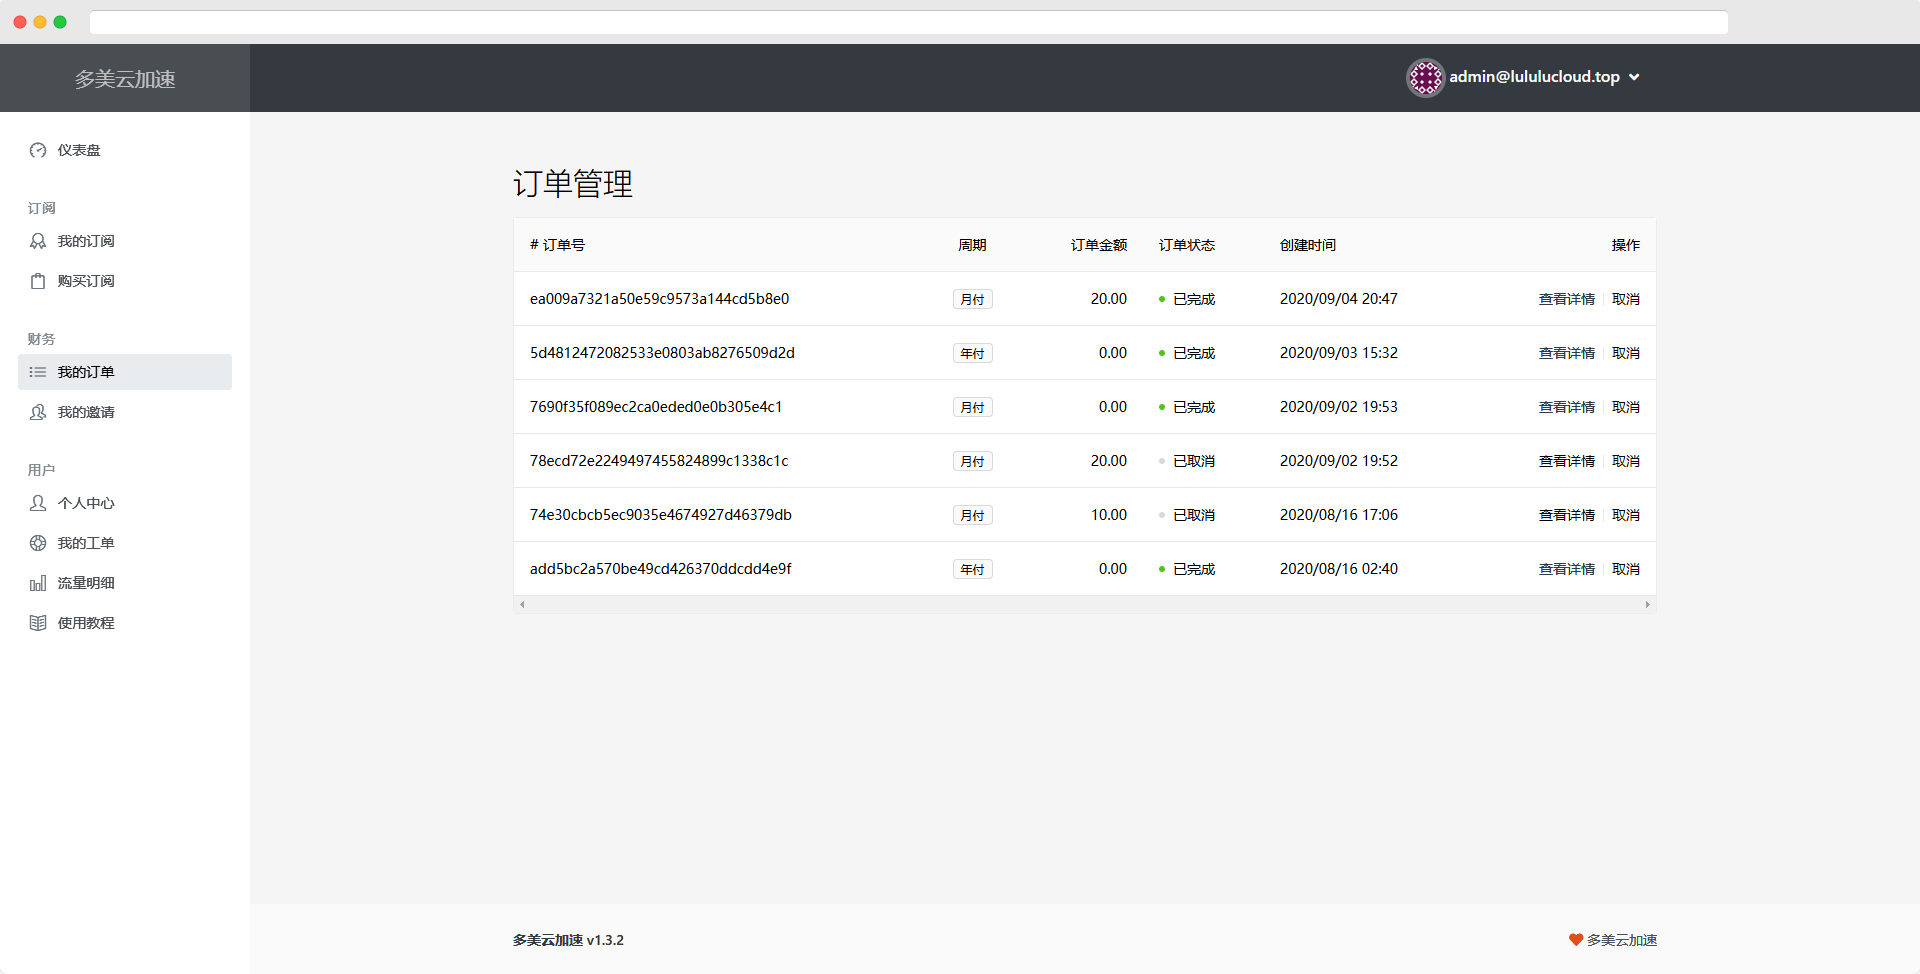 多美云加速
admin@lululucloud.top
仪表盘
订阅
我的订阅
购买订阅
财务
我的订单
我的邀请
用户
个人中心
我的工单
流量明细
使用教程
订单管理
# 订单号 周期 订单金额 订单状态 创建时间 操作
ea009a7321a50e59c9573a144cd5b8e0 月付 20.00 已完成 2020/09/04 20:47 查看详情 取消
5d4812472082533e0803ab8276509d2d 年付 0.00 已完成 2020/09/03 15:32 查看详情 取消
7690f35f089ec2ca0eded0e0b305e4c1 月付 0.00 已完成 2020/09/02 19:53 查看详情 取消
78ecd72e2249497455824899c1338c1c 月付 20.00 已取消 2020/09/02 19:52 查看详情 取消
74e30cbcb5ec9035e4674927d46379db 月付 10.00 已取消 2020/08/16 17:06 查看详情 取消
add5bc2a570be49cd426370ddcdd4e9f 年付 0.00 已完成 2020/08/16 02:40 查看详情 取消
多美云加速 v1.3.2
多美云加速